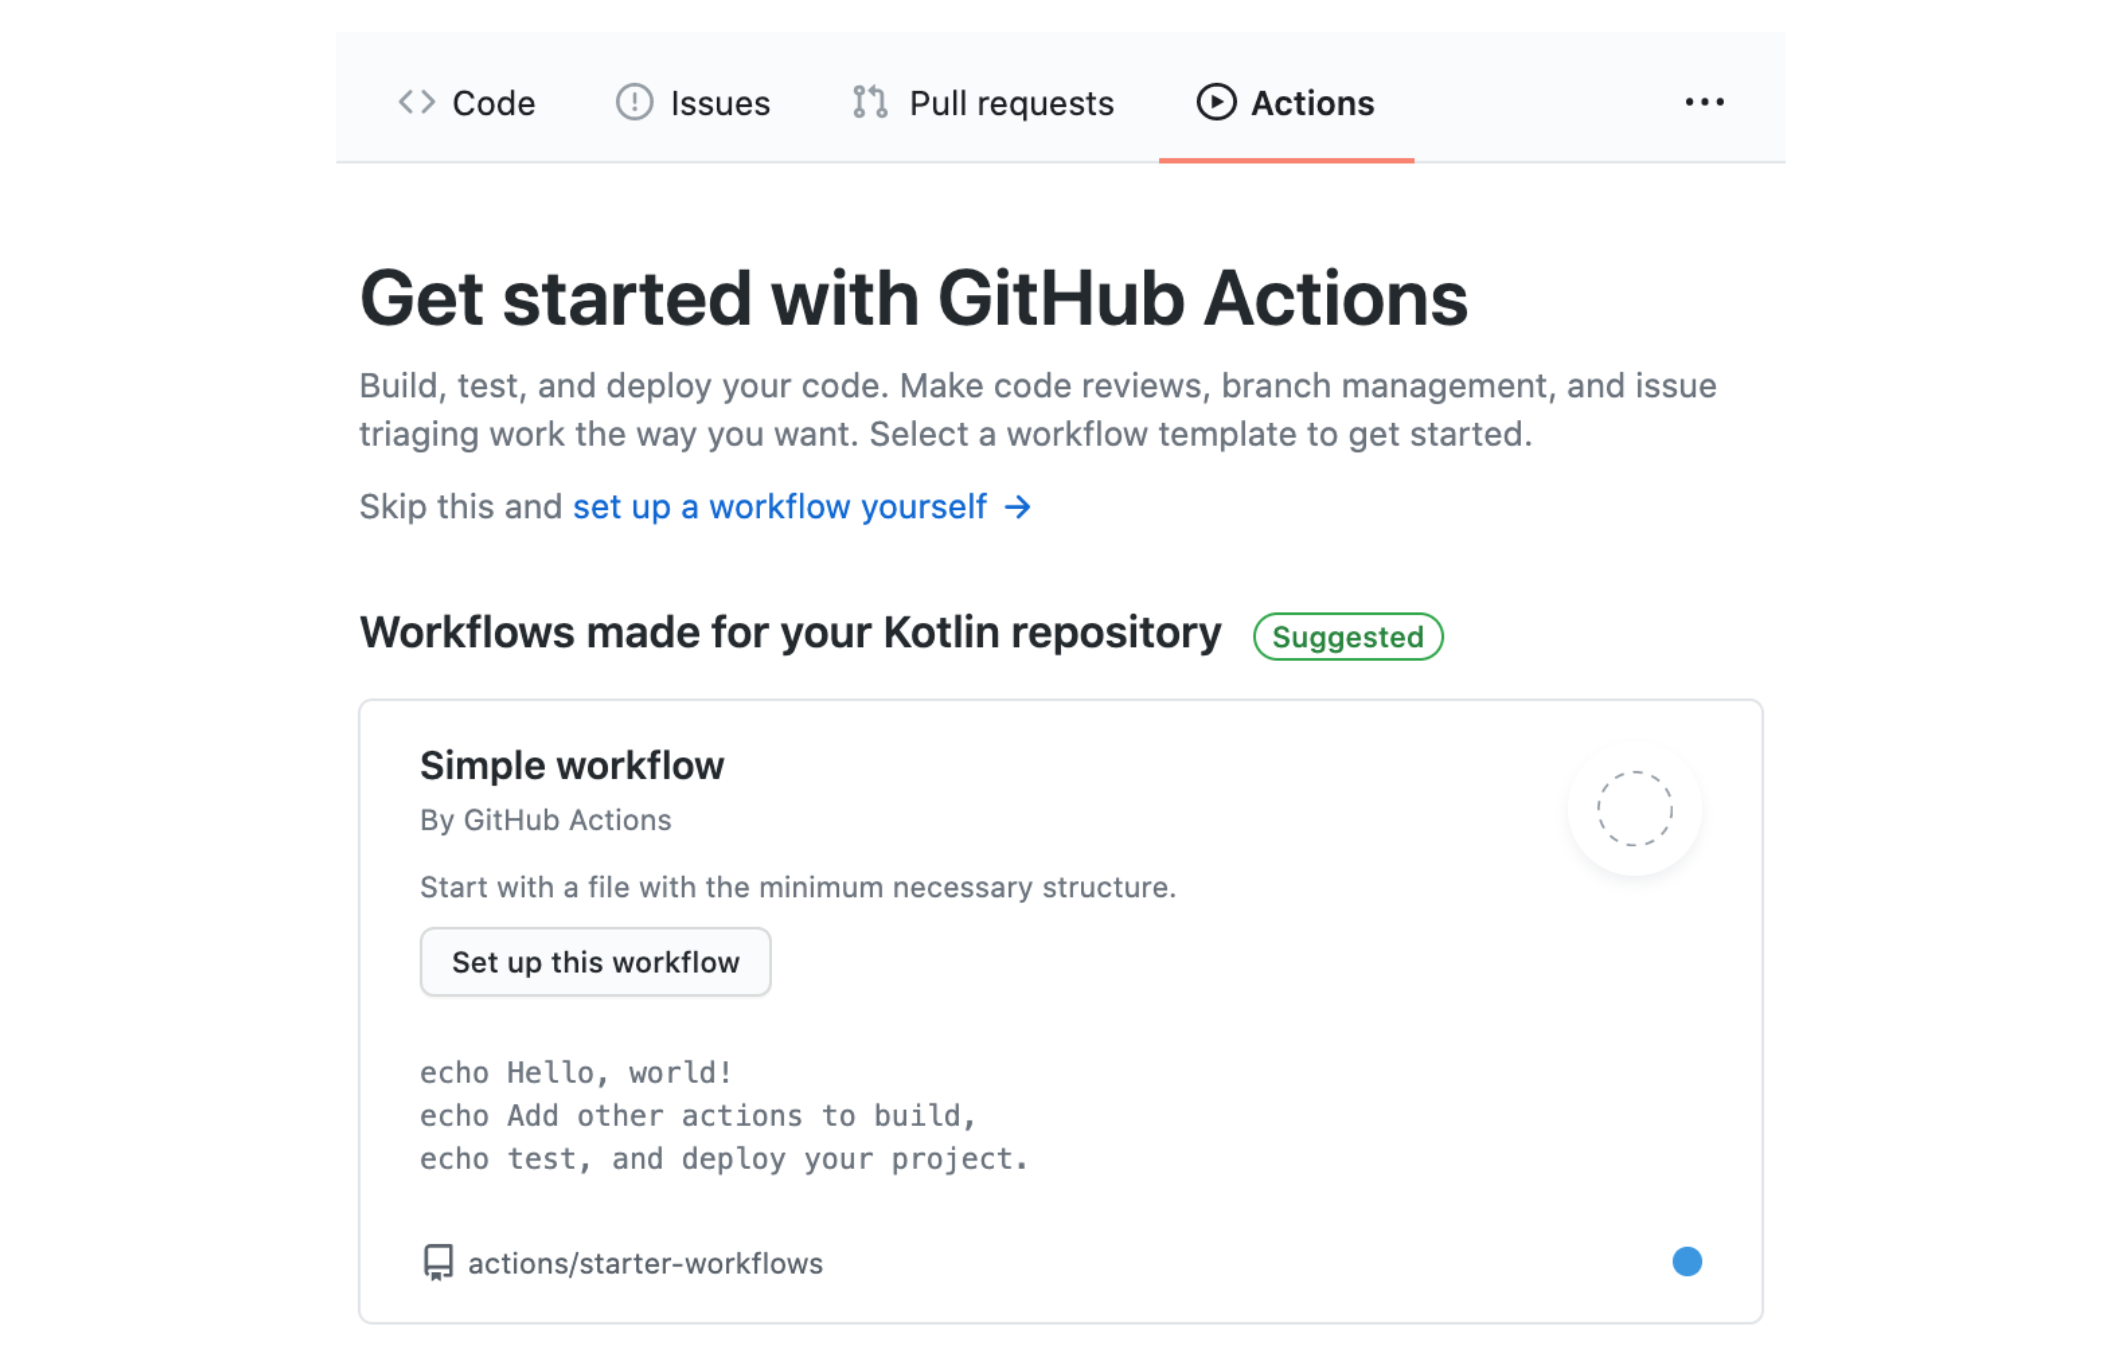 Code Issues Pull requests Actions ...
Get started with GitHub Actions
Build, test, and deploy your code. Make code reviews, branch management, and issue
triaging work the way you want. Select a workflow template to get started.
Skip this and set up a workflow yourself →
Workflows made for your Kotlin repository Suggested
Simple workflow
By GitHub Actions
Start with a file with the minimum necessary structure.
Set up this workflow
echo Hello, world!
echo Add other actions to build,
echo test, and deploy your project.
actions/starter-workflows